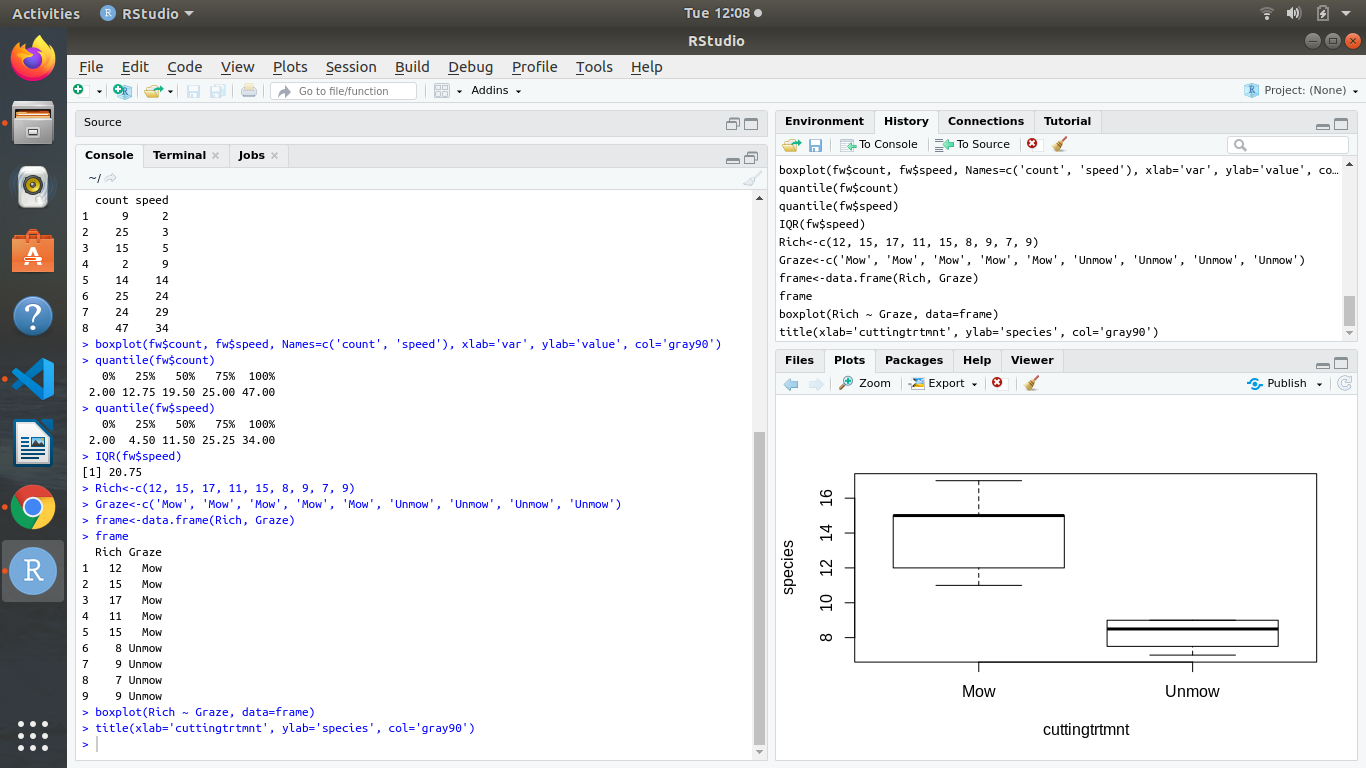 Activities RStudio Tue 12:08
RStudio
File Edit Code View Plots Session Build Debug Profile Tools Help
Go to file/function Addins Project: (None)
Source
Console Terminal Jobs
~/
count speed
1 9 2
2 25 3
3 15 5
4 2 9
5 14 14
6 25 24
7 24 29
8 47 34
> boxplot(fw$count, fw$speed, Names=c('count', 'speed'), xlab='var', ylab='value', col='gray90')
> quantile(fw$count)
0% 25% 50% 75% 100%
2.00 12.75 19.50 25.00 47.00
> quantile(fw$speed)
0% 25% 50% 75% 100%
2.00 4.50 11.50 25.25 34.00
> IQR(fw$speed)
[1] 20.75
> Rich<-c(12, 15, 17, 11, 15, 8, 9, 7, 9)
> Graze<-c('Mow', 'Mow', 'Mow', 'Mow', 'Mow', 'Unmow', 'Unmow', 'Unmow', 'Unmow')
> frame<-data.frame(Rich, Graze)
> frame
Rich Graze
1 12 Mow
2 15 Mow
3 17 Mow
4 11 Mow
5 15 Mow
6 8 Unmow
7 9 Unmow
8 7 Unmow
9 9 Unmow
> boxplot(Rich ~ Graze, data=frame)
> title(xlab='cuttingtrtmnt', ylab='species', col='gray90')
>
Environment History Connections Tutorial
To Console To Source
boxplot(fw$count, fw$speed, Names=c('count', 'speed'), xlab='var', ylab='value', co...
quantile(fw$count)
quantile(fw$speed)
IQR(fw$speed)
Rich<-c(12, 15, 17, 11, 15, 8, 9, 7, 9)
Graze<-c('Mow', 'Mow', 'Mow', 'Mow', 'Mow', 'Unmow', 'Unmow', 'Unmow', 'Unmow')
frame<-data.frame(Rich, Graze)
frame
boxplot(Rich ~ Graze, data=frame)
title(xlab='cuttingtrtmnt', ylab='species', col='gray90')
Files Plots Packages Help Viewer
Zoom Export Publish
16
14
12
10
8
species
Mow Unmow
cuttingtrtmnt